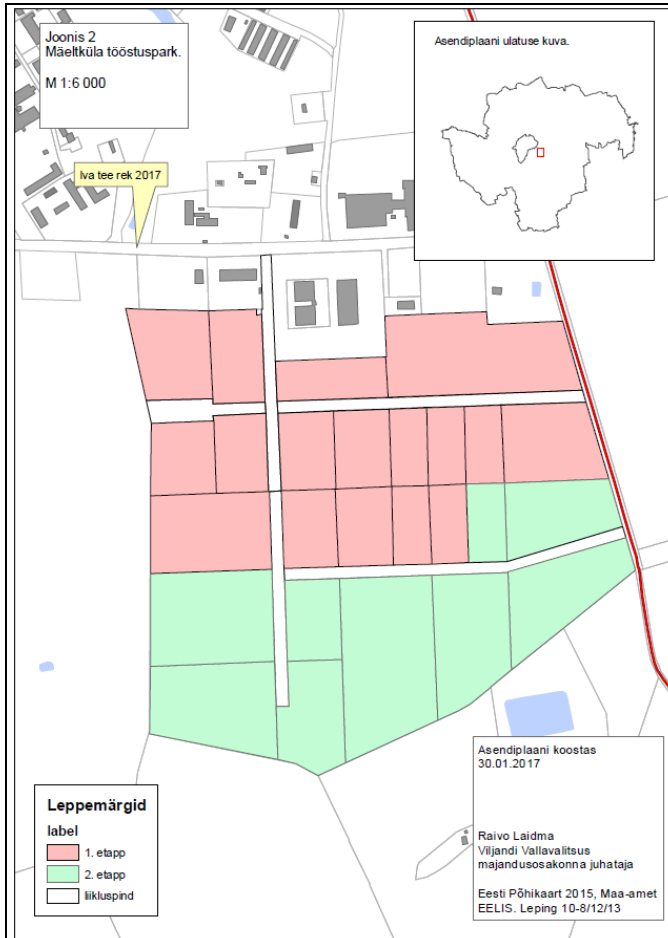 Joonis 2
Mäeltküla tööstuspark.
M 1:6 000
Asendiplaani ulatuse kuva.
Iva tee rek 2017
Asendiplaani koostas
30.01.2017
Raivo Laidma
Viljandi Vallavalitsus
majandusosakonna juhataja
Eesti Põhikaart 2015, Maa-amet
EELIS. Leping 10-8/12/13
Leppemärgid
label
1. etapp
2. etapp
liikluspind